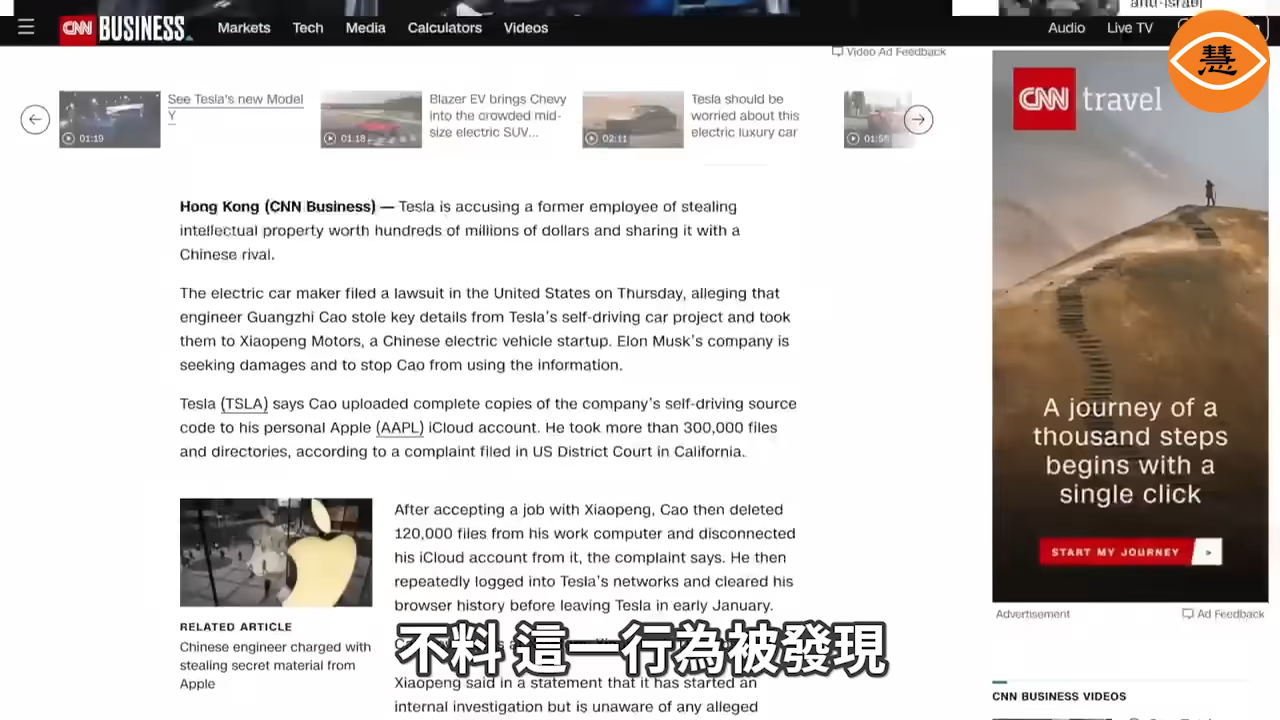 anti-Israel
CNN BUSINESS
Markets
Tech
Media
Calculators
Videos
Audio
Live TV
慧
Video Ad Feedback
01:19
See Tesla's new Model
Y
01:18
Blazer EV brings Chevy
into the crowded mid-
size electric SUV...
02:11
Tesla should be
worried about this
electric luxury car
Hong Kong (CNN Business) — Tesla is accusing a former employee of stealing
intellectual property worth hundreds of millions of dollars and sharing it with a
Chinese rival.
The electric car maker filed a lawsuit in the United States on Thursday, alleging that
engineer Guangzhi Cao stole key details from Tesla's self-driving car project and took
them to Xiaopeng Motors, a Chinese electric vehicle startup. Elon Musk's company is
seeking damages and to stop Cao from using the information.
Tesla (TSLA) says Cao uploaded complete copies of the company's self-driving source
code to his personal Apple (AAPL) iCloud account. He took more than 300,000 files
and directories, according to a complaint filed in US District Court in California.
After accepting a job with Xiaopeng, Cao then deleted
120,000 files from his work computer and disconnected
his iCloud account from it, the complaint says. He then
repeatedly logged into Tesla's networks and cleared his
browser history before leaving Tesla in early January.
RELATED ARTICLE
Chinese engineer charged with
stealing secret material from
Apple
不料 這一行為被發現
Xiaopeng said in a statement that it has started an
internal investigation but is unaware of any alleged
CNN travel
A journey of a
thousand steps
begins with a
single click
START MY JOURNEY >
Advertisement
Ad Feedback
CNN BUSINESS VIDEOS